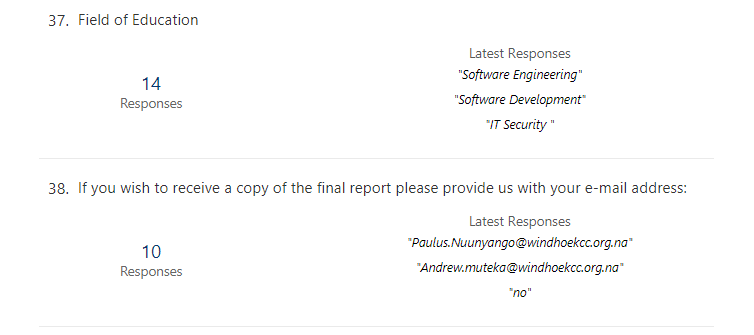 37. Field of Education
14
Responses
Latest Responses
"Software Engineering"
"Software Development"
"IT Security "
38. If you wish to receive a copy of the final report please provide us with your e-mail address:
10
Responses
Latest Responses
"Paulus.Nuunyango@windhoekcc.org.na"
"Andrew.muteka@windhoekcc.org.na"
"no"